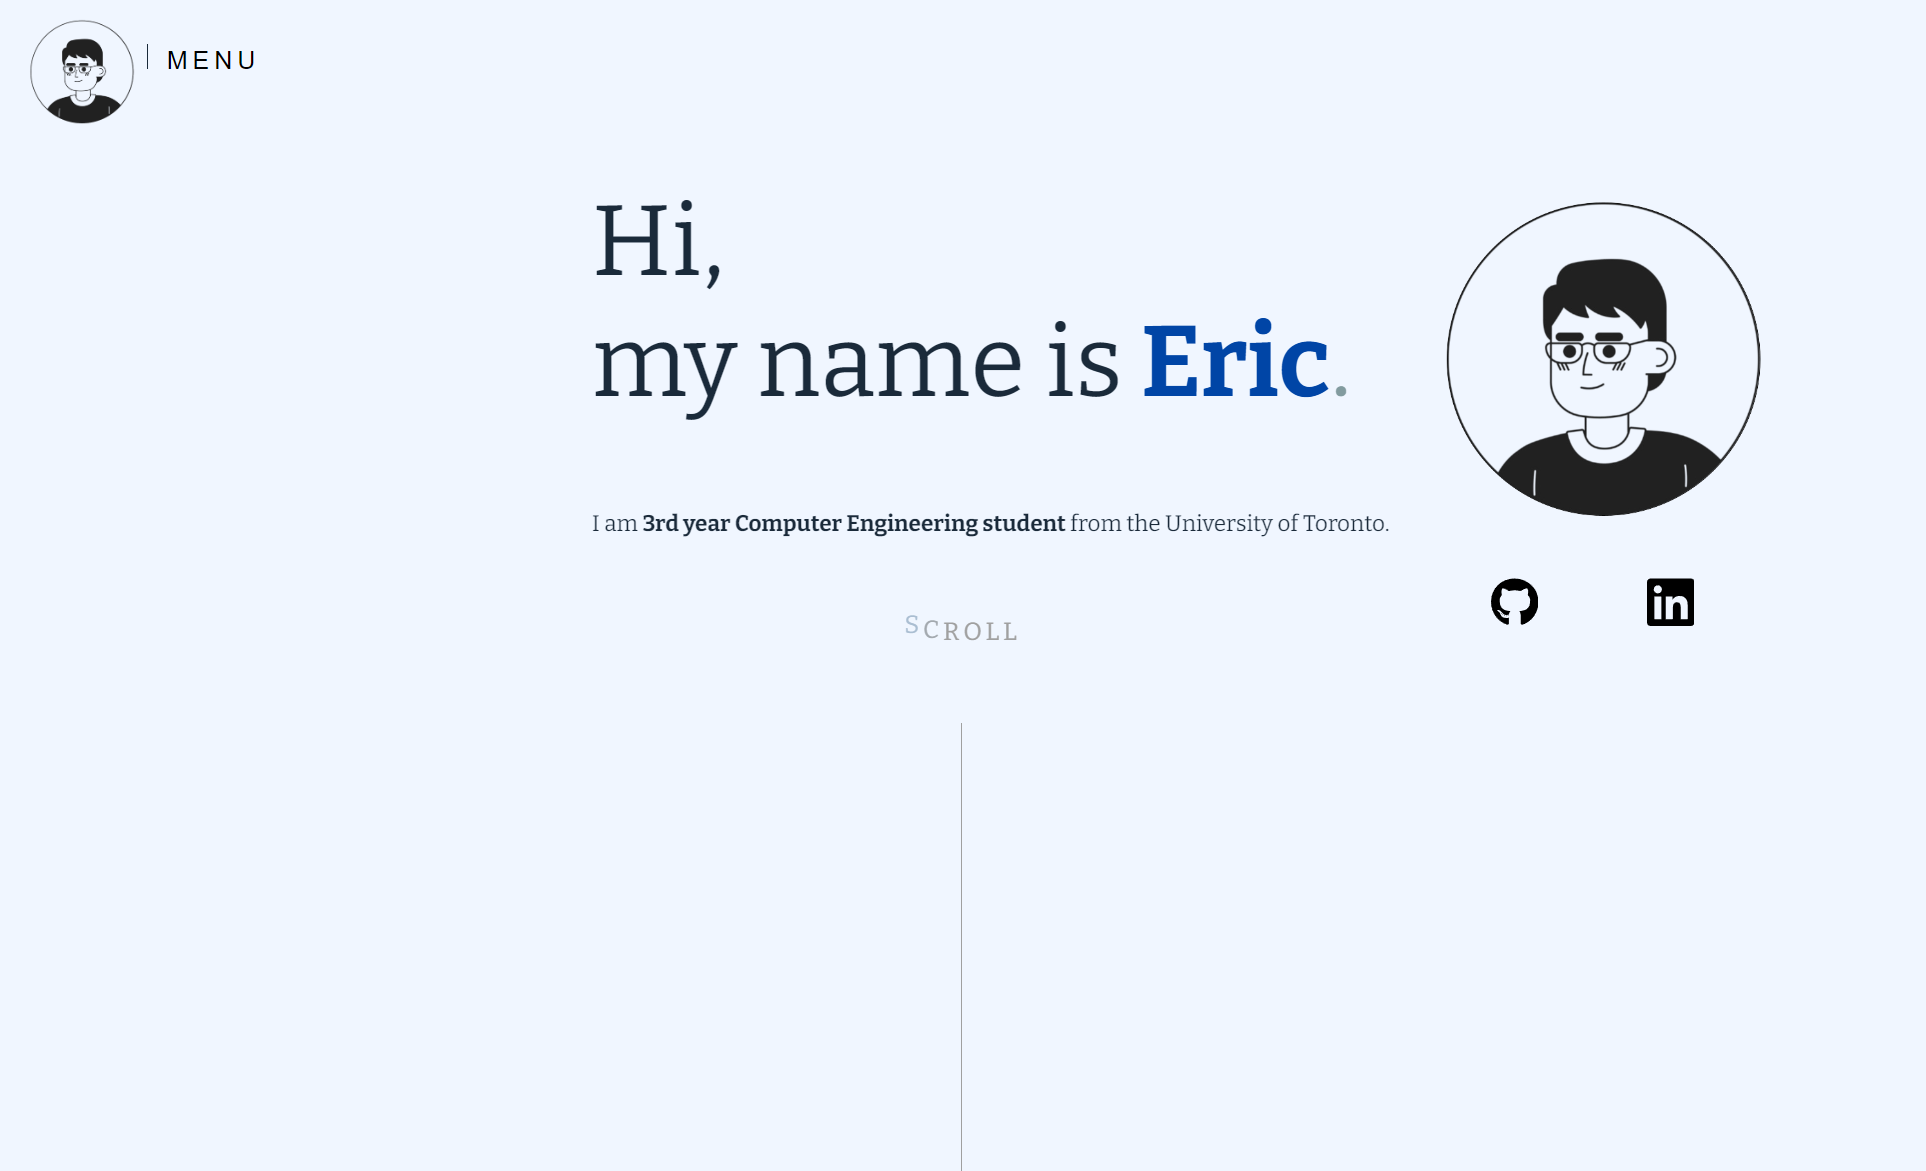 MENU
Hi,
my name is Eric.
I am 3rd year Computer Engineering student from the University of Toronto.
SCROLL
in